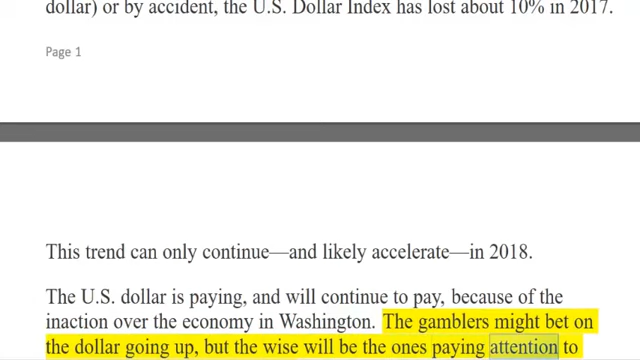 dollar) or by accident, the U.S. Dollar Index has lost about 10% in 2017.
Page 1
This trend can only continue—and likely accelerate—in 2018.
The U.S. dollar is paying, and will continue to pay, because of the
inaction over the economy in Washington. The gamblers might bet on
the dollar going up, but the wise will be the ones paying attention to